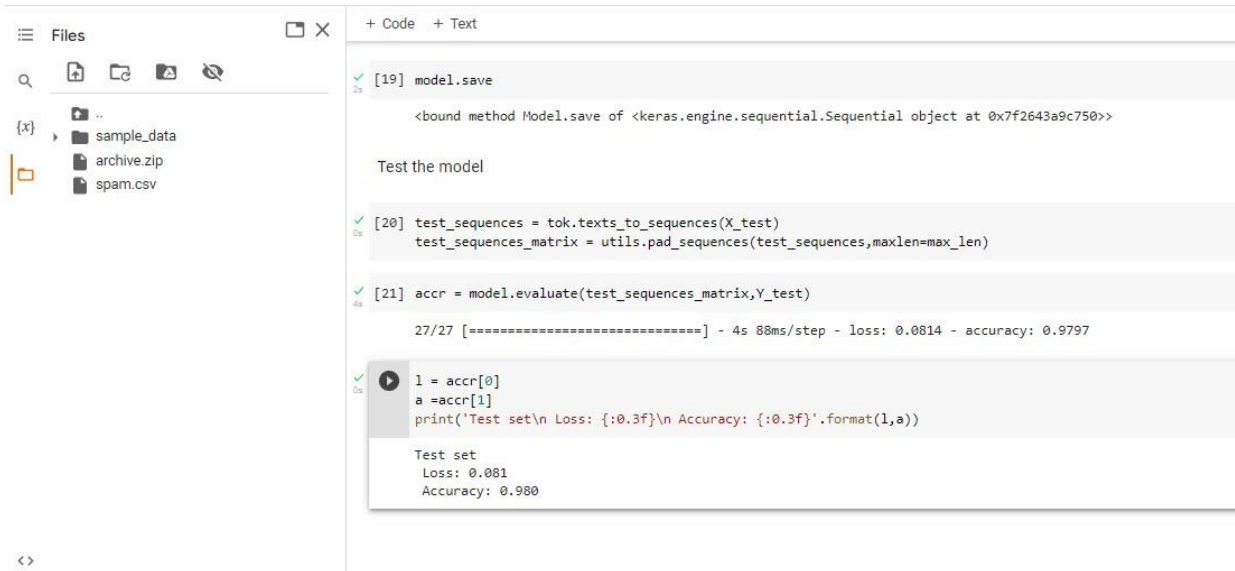 Files
{x}
..
sample_data
archive.zip
spam.csv
<>
+ Code + Text
2s
[19] model.save
<bound method Model.save of <keras.engine.sequential.Sequential object at 0x7f2643a9c750>>
Test the model
0s
[20] test_sequences = tok.texts_to_sequences(X_test)
test_sequences_matrix = utils.pad_sequences(test_sequences,maxlen=max_len)
4s
[21] accr = model.evaluate(test_sequences_matrix,Y_test)
27/27 [==============================] - 4s 88ms/step - loss: 0.0814 - accuracy: 0.9797
0s
l = accr[0]
a =accr[1]
print('Test set\n Loss: {:0.3f}\n Accuracy: {:0.3f}'.format(l,a))
Test set
Loss: 0.081
Accuracy: 0.980